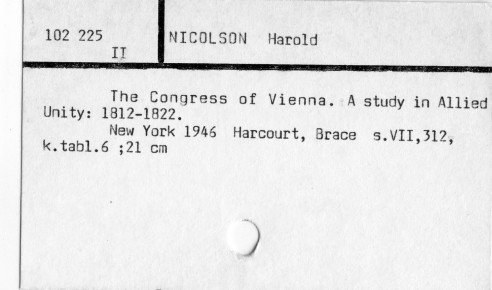 102 225
II
NICOLSON Harold
The Congress of Vienna. A study in Allied
Unity: 1812-1822.
New York 1946 Harcourt, Brace s.VII,312,
k.tabl.6 ;21 cm